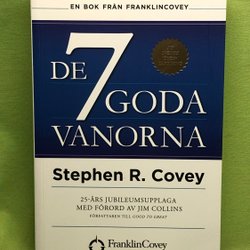 EN BOK FRÅN FRANKLINCOVEY
DE 7 GODA
VANORNA
Stephen R. Covey
25-ÅRS JUBILEUMSUPPLAGA
MED FÖRORD AV JIM COLLINS
FÖRFATTAREN TILL GOOD TO GREAT
FranklinCovey